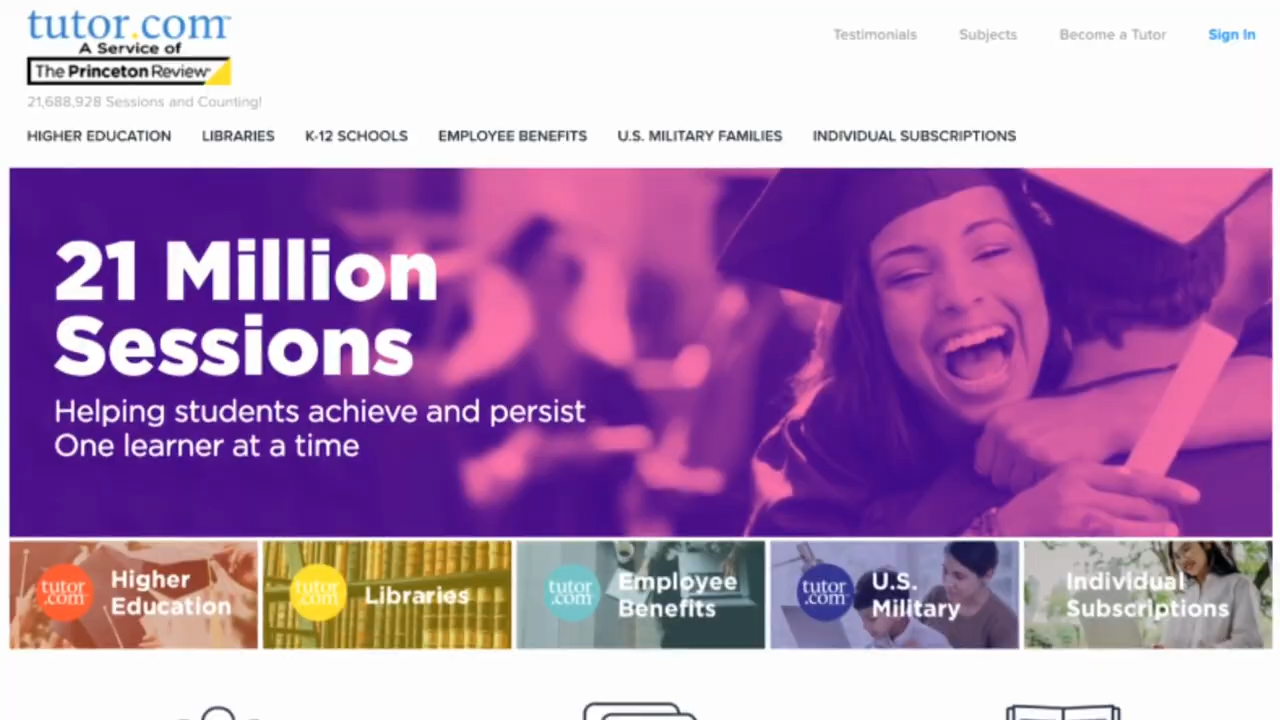 tutor.com
A Service of
The Princeton Review
21,688,928 Sessions and Counting!
Testimonials Subjects Become a Tutor Sign In
HIGHER EDUCATION LIBRARIES K-12 SCHOOLS EMPLOYEE BENEFITS U.S. MILITARY FAMILIES INDIVIDUAL SUBSCRIPTIONS
21 Million
Sessions
Helping students achieve and persist
One learner at a time
tutor
.com
Higher
Education
tutor
.com
Libraries
tutor
.com
Employee
Benefits
tutor
.com
U.S.
Military
Individual
Subscriptions